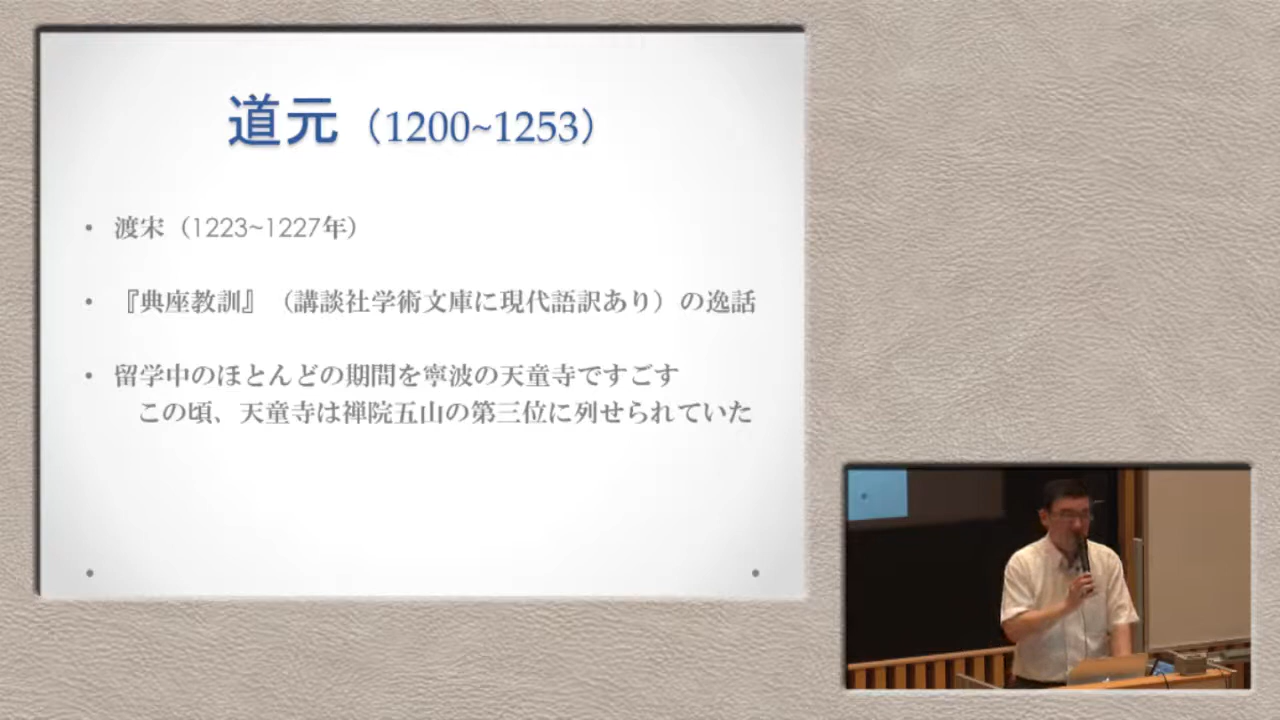 道元（1200~1253）
• 渡宋（1223~1227年）
• 『典座教訓』（講談社学術文庫に現代語訳あり）の逸話
• 留学中のほとんどの期間を寧波の天童寺ですごす
この頃、天童寺は禅院五山の第三位に列せられていた